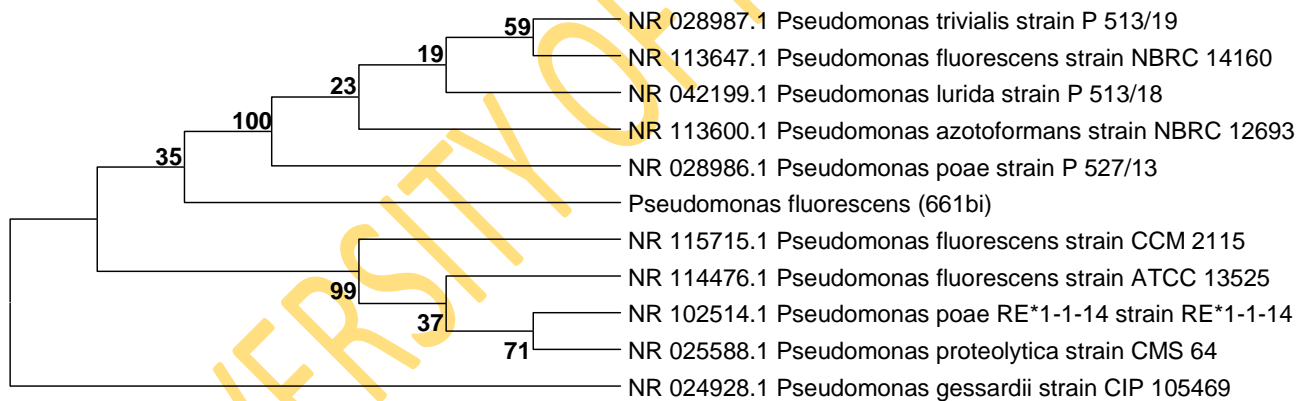 59 NR 028987.1 Pseudomonas trivialis strain P 513/19
NR 113647.1 Pseudomonas fluorescens strain NBRC 14160
19 NR 042199.1 Pseudomonas lurida strain P 513/18
23 NR 113600.1 Pseudomonas azotoformans strain NBRC 12693
100 NR 028986.1 Pseudomonas poae strain P 527/13
35 Pseudomonas fluorescens (661bi)
NR 115715.1 Pseudomonas fluorescens strain CCM 2115
99 NR 114476.1 Pseudomonas fluorescens strain ATCC 13525
37 NR 102514.1 Pseudomonas poae RE*1-1-14 strain RE*1-1-14
71 NR 025588.1 Pseudomonas proteolytica strain CMS 64
NR 024928.1 Pseudomonas gessardii strain CIP 105469
VERSITY OF